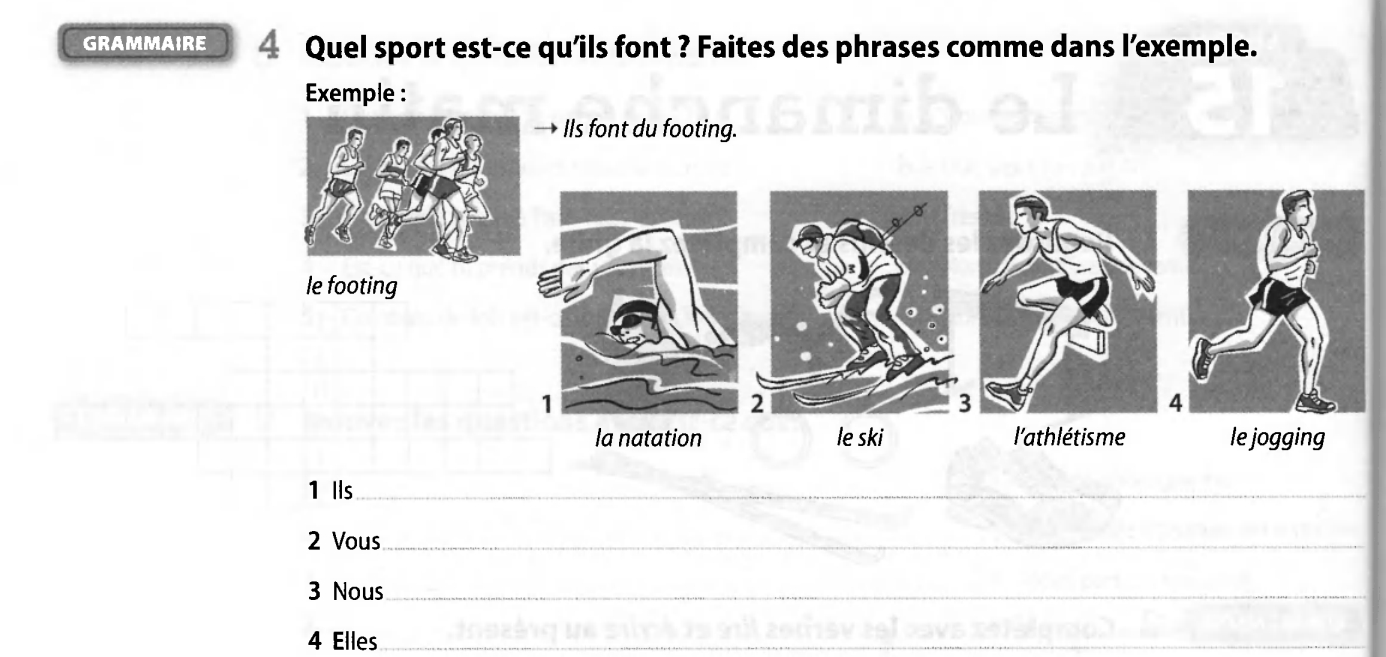 GRAMMAIRE 4 Quel sport est-ce qu'ils font ? Faites des phrases comme dans l'exemple.
Exemple :
→ Ils font du footing.
le footing
1 2 3 4
la natation le ski l'athlétisme le jogging
1 Ils
2 Vous
3 Nous
4 Elles